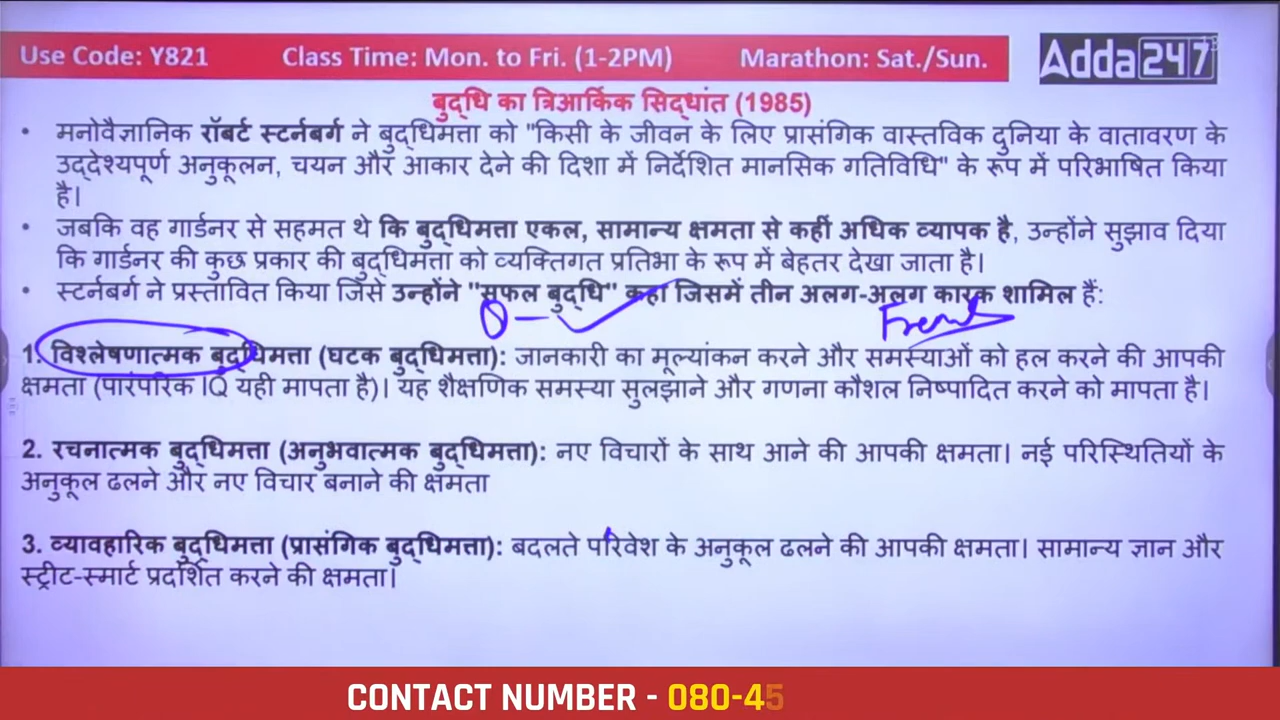 Use Code: Y821 Class Time: Mon. to Fri. (1-2PM) Marathon: Sat./Sun.
Adda247
बुद्धि का त्रिआर्किक सिद्धांत (1985)
• मनोवैज्ञानिक रॉबर्ट स्टर्नबर्ग ने बुद्धिमत्ता को "किसी के जीवन के लिए प्रासंगिक वास्तविक दुनिया के वातावरण के
उद्देश्यपूर्ण अनुकूलन, चयन और आकार देने की दिशा में निर्देशित मानसिक गतिविधि" के रूप में परिभाषित किया
है।
• जबकि वह गार्डनर से सहमत थे कि बुद्धिमत्ता एकल, सामान्य क्षमता से कहीं अधिक व्यापक है, उन्होंने सुझाव दिया
कि गार्डनर की कुछ प्रकार की बुद्धिमत्ता को व्यक्तिगत प्रतिभा के रूप में बेहतर देखा जाता है।
• स्टर्नबर्ग ने प्रस्तावित किया जिसे उन्होंने "सफल बुद्धि" कहा जिसमें तीन अलग-अलग कारक शामिल हैं:
1. विश्लेषणात्मक बुद्धिमत्ता (घटक बुद्धिमत्ता): जानकारी का मूल्यांकन करने और समस्याओं को हल करने की आपकी
क्षमता (पारंपरिक IQ यही मापता है)। यह शैक्षणिक समस्या सुलझाने और गणना कौशल निष्पादित करने को मापता है।
2. रचनात्मक बुद्धिमत्ता (अनुभवात्मक बुद्धिमत्ता): नए विचारों के साथ आने की आपकी क्षमता। नई परिस्थितियों के
अनुकूल ढलने और नए विचार बनाने की क्षमता
3. व्यावहारिक बुद्धिमत्ता (प्रासंगिक बुद्धिमत्ता): बदलते परिवेश के अनुकूल ढलने की आपकी क्षमता। सामान्य ज्ञान और
स्ट्रीट-स्मार्ट प्रदर्शित करने की क्षमता।
CONTACT NUMBER - 080-45